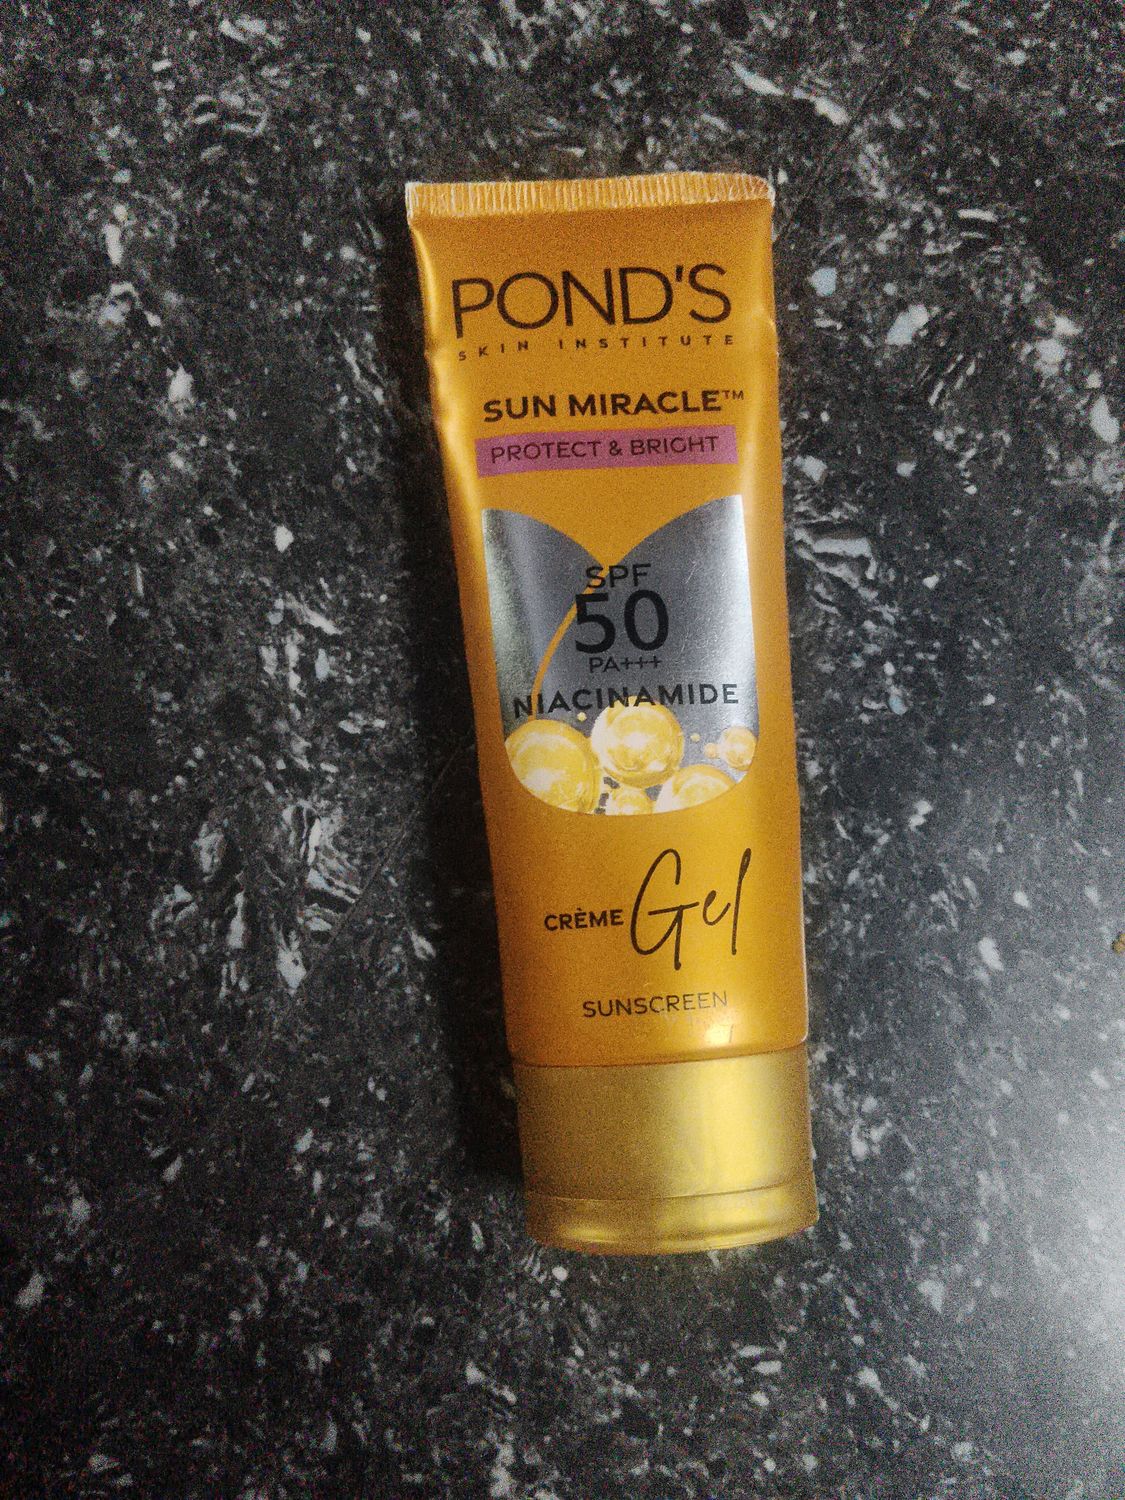 POND'S
SKIN INSTITUTE
SUN MIRACLE™
PROTECT & BRIGHT
SPF
50
PA+++
NIACINAMIDE
CRÈME Gel
SUNSCREEN